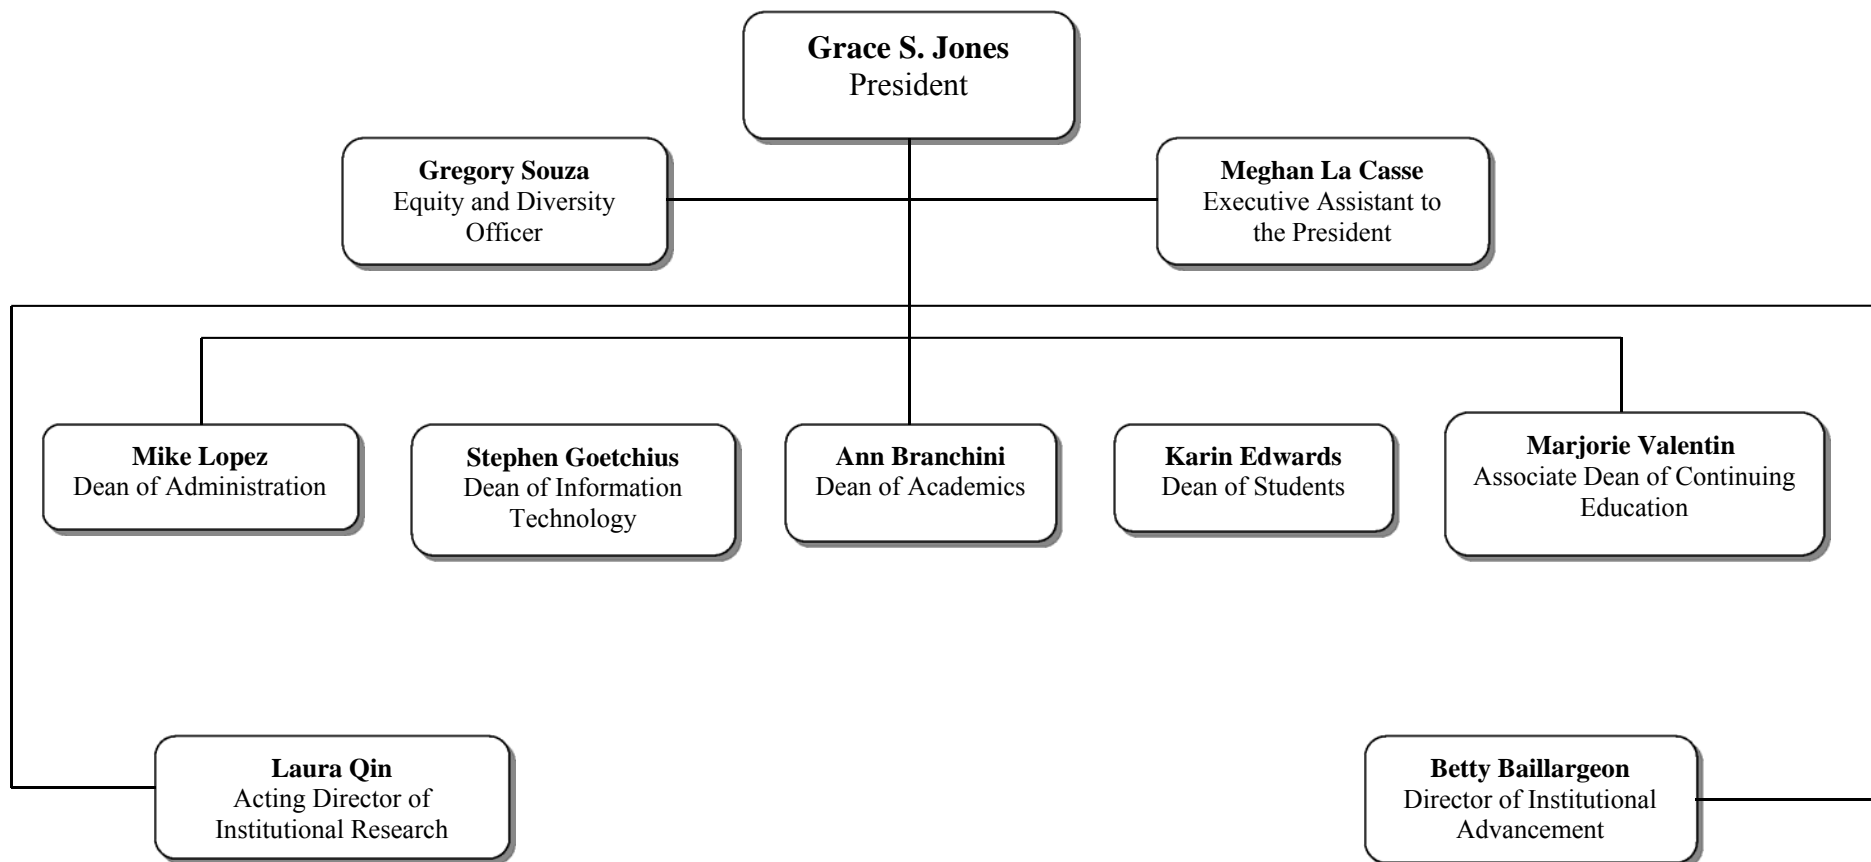 Grace S. Jones
President
Gregory Souza
Equity and Diversity
Officer
Meghan La Casse
Executive Assistant to
the President
Mike Lopez
Dean of Administration
Stephen Goetchius
Dean of Information
Technology
Ann Branchini
Dean of Academics
Karin Edwards
Dean of Students
Marjorie Valentin
Associate Dean of Continuing
Education
Laura Qin
Acting Director of
Institutional Research
Betty Baillargeon
Director of Institutional
Advancement